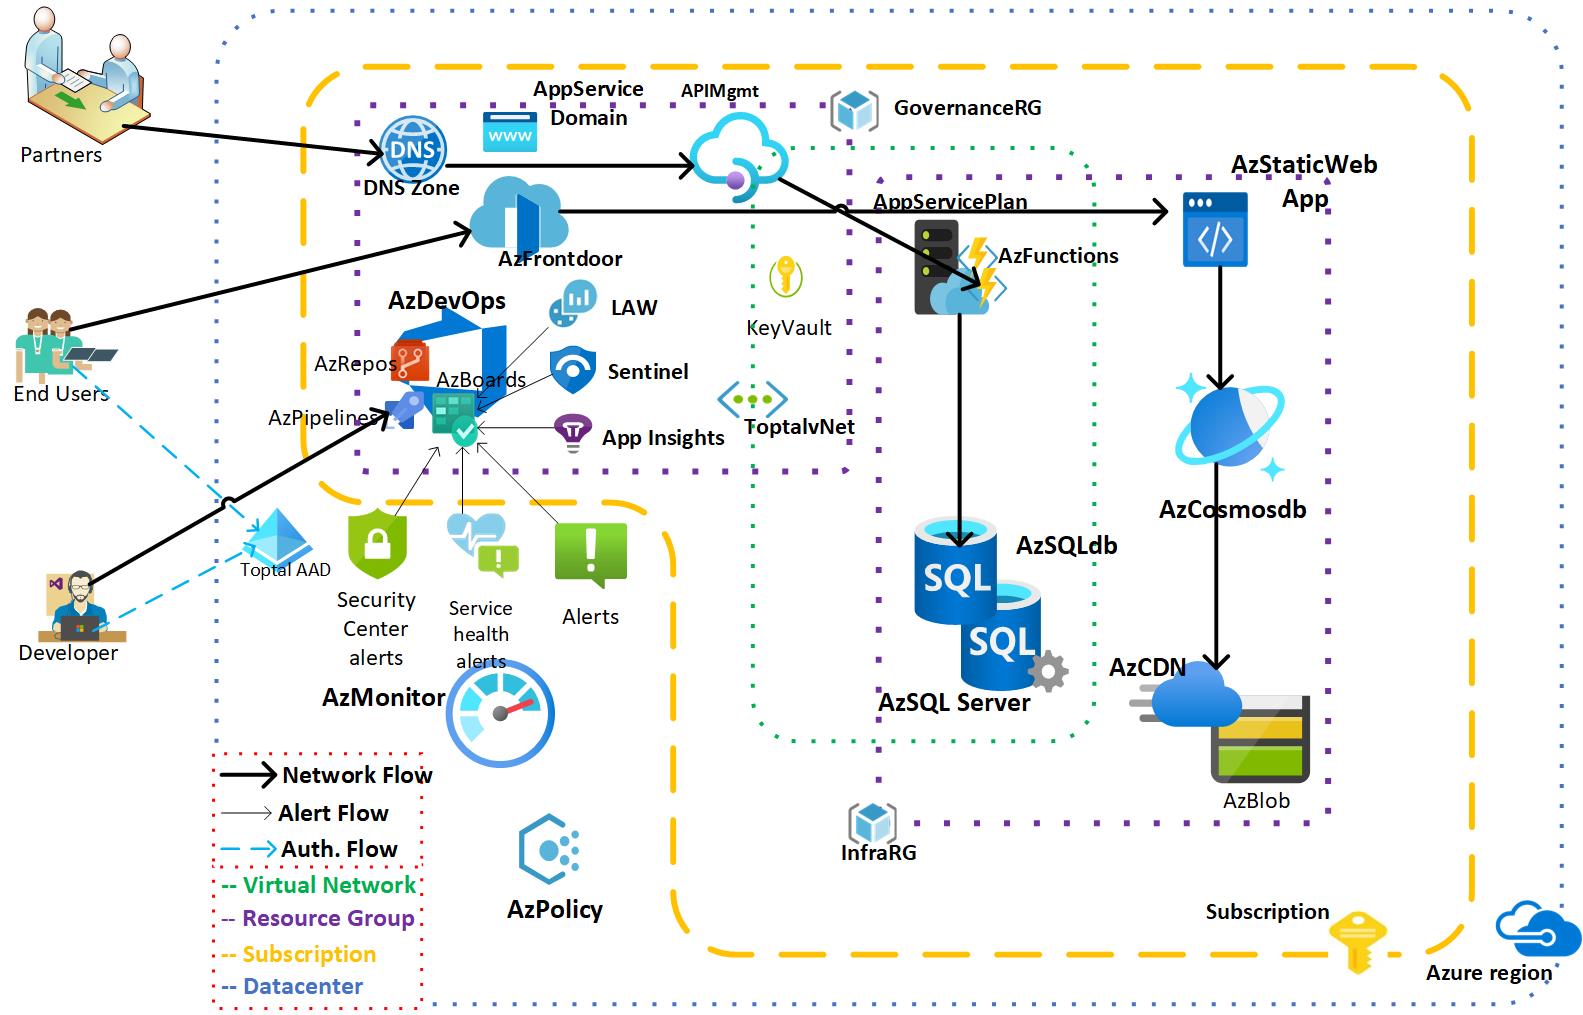 Partners
DNS
DNS Zone
www
AppService
Domain
APIMgmt
GovernanceRG
AzStaticWeb
App
AppServicePlan
AzFunctions
AzFrontdoor
KeyVault
ToptalvNet
End Users
AzDevOps
AzRepos
AzBoards
AzPipelines
LAW
Sentinel
App Insights
Toptal AAD
Developer
Security
Center
alerts
Service
health
alerts
Alerts
AzMonitor
AzPolicy
SQL
AzSQLdb
SQL
AzSQL Server
AzCosmosdb
AzCDN
AzBlob
InfraRG
Subscription
Azure region
Network Flow
Alert Flow
Auth. Flow
-- Virtual Network
-- Resource Group
-- Subscription
-- Datacenter